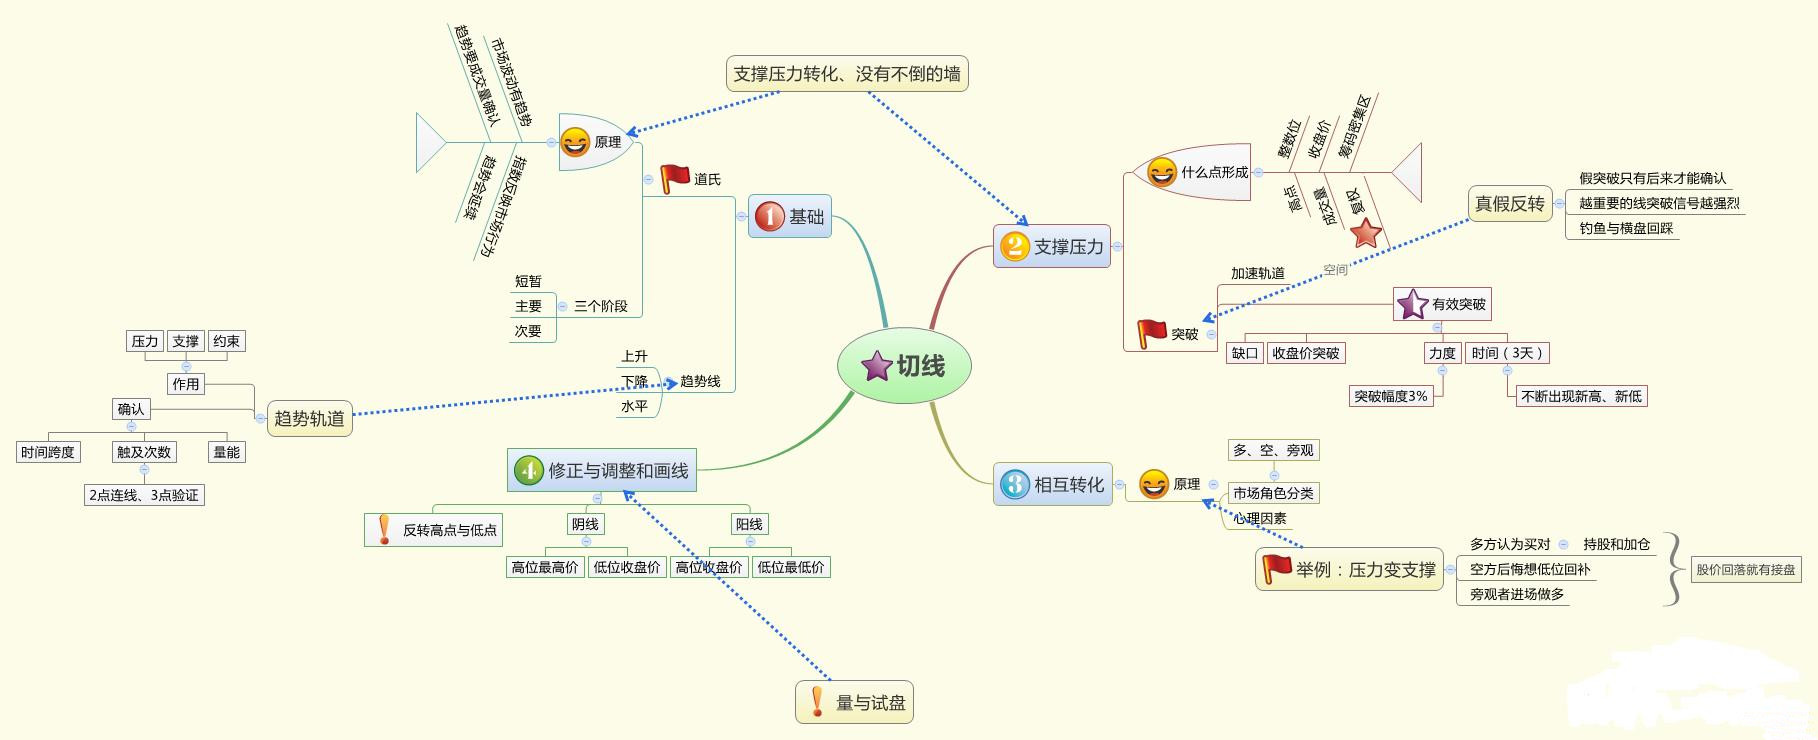 支撑压力转化、没有不倒的墙
切线
1 基础
道氏
原理
市场波动有趋势
趋势要成交量确认
指数反映市场行为
趋势会延续
三个阶段
短暂
主要
次要
趋势线
上升
下降
水平
趋势轨道
作用
压力
支撑
约束
确认
时间跨度
触及次数
量能
2点连线、3点验证
2 支撑压力
什么点形成
整数位
收盘价
筹码密集区
高点
成交量
复权
突破
加速轨道
空间
有效突破
缺口
收盘价突破
力度
时间（3天）
突破幅度3%
不断出现新高、新低
真假反转
假突破只有后来才能确认
越重要的线突破信号越强烈
钓鱼与横盘回踩
3 相互转化
原理
多、空、旁观
市场角色分类
心理因素
举例：压力变支撑
多方认为买对
持股和加仓
空方后悔想低位回补
旁观者进场做多
股价回落就有接盘
4 修正与调整和画线
反转高点与低点
阴线
高位最高价
低位收盘价
阳线
高位收盘价
低位最低价
量与试盘